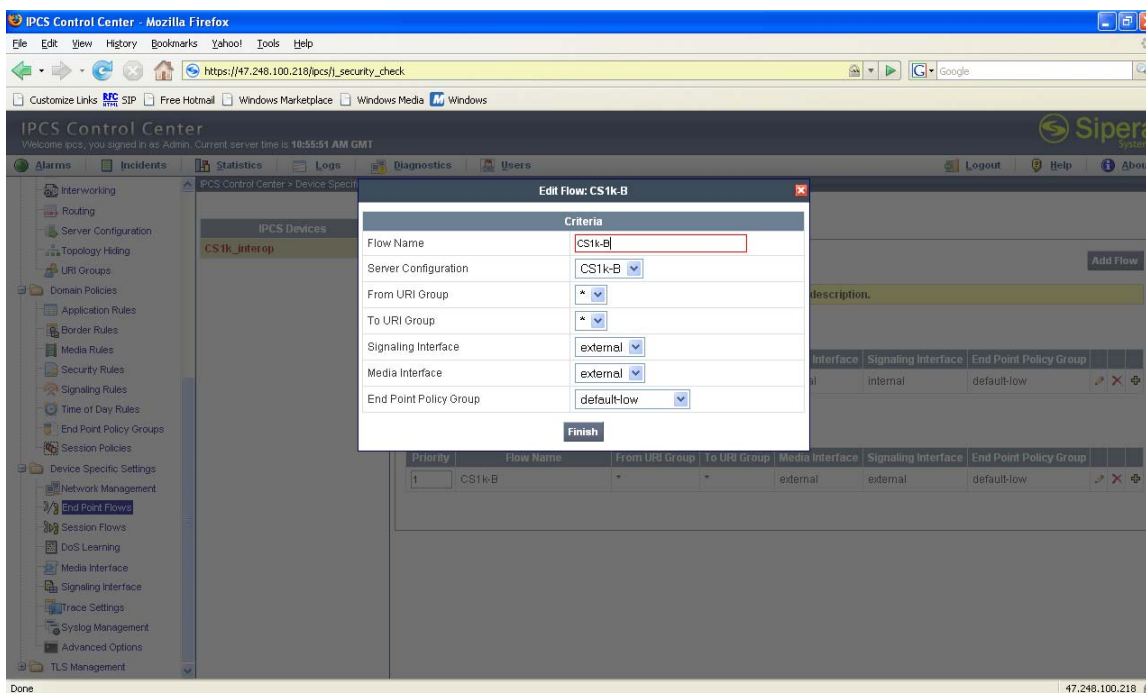 IPCS Control Center - Mozilla Firefox
File Edit View History Bookmarks Yahoo! Tools Help
https://47.248.100.218/ipcs/j_security_check
Google
Customize Links SIP Free Hotmail Windows Marketplace Windows Media Windows
IPCS Control Center
Sipera
Welcome ipcs, you signed in as Admin. Current server time is 10:55:51 AM GMT
Alarms Incidents Statistics Logs Diagnostics Users Logout Help
IPCS Control Center > Device
Interworking
Routing
Server Configuration
Topology Hiding
URI Groups
Domain Policies
Application Rules
Border Rules
Media Rules
Security Rules
Signaling Rules
Time of Day Rules
End Point Policy Groups
Session Policies
Device Specific Settings
Network Management
End Point Flows
Session Flows
DoS Learning
Media Interface
Signaling Interface
Trace Settings
Syslog Management
Advanced Options
TLS Management
IPCS Devices
CS1k_interop
Edit Flow: CS1k-B
Criteria
Flow Name CS1k-B
Server Configuration CS1k-B
From URI Group *
To URI Group *
Signaling Interface external
Media Interface external
End Point Policy Group default-low
Finish
Add Flow
description.
Interface Signaling Interface End Point Policy Group
internal default-low
Priority Flow Name From URI Group To URI Group Media Interface Signaling Interface End Point Policy Group
1 CS1k-B * * external external default-low
Done
47.248.100.218